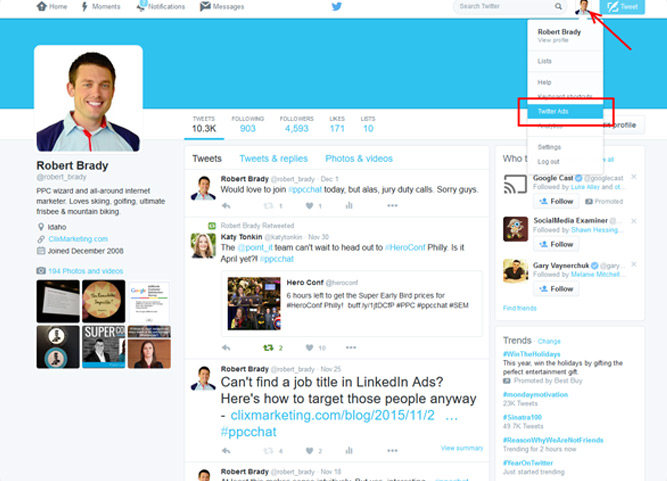 Home Moments Notifications Messages
Search Twitter
Tweet
Robert Brady
View profile
Lists
Help
Keyboard shortcuts
Twitter Ads
Settings
Log out
TWEETS FOLLOWING FOLLOWERS LIKES LISTS
10.3K 903 4,593 171 10
profile
Robert Brady
@robert_brady
PPC wizard and all-around internet
marketer. Loves skiing, golfing, ultimate
frisbee & mountain biking.
Idaho
ClixMarketing.com
Joined December 2008
194 Photos and videos
Google
SUPER
Tweets Tweets & replies Photos & videos
Robert Brady @robert_brady Dec 1
Would love to join #ppcchat today, but alas, jury duty calls. Sorry guys.
1 1
Robert Brady Retweeted
Katy Tonkin @katytonkin Nov 30
The @point_it team can't wait to head out to #HeroConf Philly. Is it
April yet?! #ppcchat
Hero Conf @heroconf
6 hours left to get the Super Early Bird prices for
#HeroConf Philly! buff.ly/1jtDCfP #PPC #ppcchat #SEM
2 10
Robert Brady @robert_brady Nov 25
Can't find a job title in LinkedIn Ads?
Here's how to target those people anyway
- clixmarketing.com/blog/2015/11/2 …
#ppcchat
1 2
View summary
Robert Brady @robert_brady Nov 18
Who
Google Cast @googlecast
Followed by Luke Alley and
Follow Promoted
SocialMedia Examiner
Followed by Shawn Hessing
Follow
Gary Vaynerchuk @gary...
Followed by Melanie Mitchell...
Follow
Find friends
Trends · Change
#WinTheHolidays
This year, win the holidays by gifting the
perfect entertainment gift.
Promoted by Best Buy
#mondaymotivation
23K Tweets
#Sinatra100
49.7K Tweets
#ReasonWhyWeAreNotFriends
Trending for 2 hours now
#YearOnTwitter
Just started trending